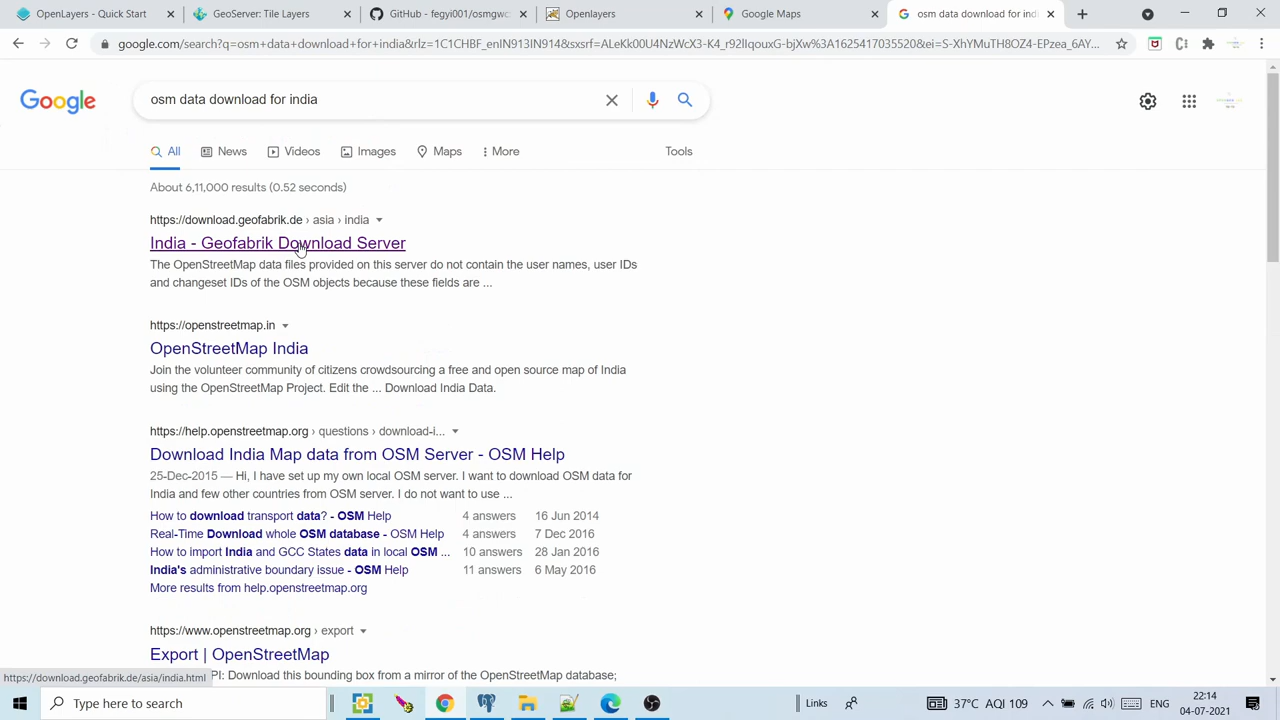 OpenLayers - Quick Start
GeoServer: Tile Layers
GitHub - fegyi001/osmgwc
Openlayers
Google Maps
osm data download for indi
google.com/search?q=osm+data+download+for+india&rlz=1C1CHBF_enIN913IN914&sxsrf=ALeKk00U4NzWcX3-K4_r92lIqouxG-bjXw%3A1625417035520&ei=S-XhYMuTH8OZ4-EPzea_6AY...
Google
osm data download for india
All
News
Videos
Images
Maps
More
Tools
About 6,11,000 results (0.52 seconds)
https://download.geofabrik.de › asia › india
India - Geofabrik Download Server
The OpenStreetMap data files provided on this server do not contain the user names, user IDs
and changeset IDs of the OSM objects because these fields are ...
https://openstreetmap.in
OpenStreetMap India
Join the volunteer community of citizens crowdsourcing a free and open source map of India
using the OpenStreetMap Project. Edit the ... Download India Data.
https://help.openstreetmap.org › questions › download-i...
Download India Map data from OSM Server - OSM Help
25-Dec-2015 — Hi, I have set up my own local OSM server. I want to download OSM data for
India and few other countries from OSM server. I do not want to use ...
How to download transport data? - OSM Help 4 answers 16 Jun 2014
Real-Time Download whole OSM database - OSM Help 4 answers 7 Dec 2016
How to import India and GCC States data in local OSM ... 10 answers 28 Jan 2016
India's administrative boundary issue - OSM Help 11 answers 6 May 2016
More results from help.openstreetmap.org
https://www.openstreetmap.org › export
Export | OpenStreetMap
PI: Download this bounding box from a mirror of the OpenStreetMap database;
https://download.geofabrik.de/asia/india.html
Type here to search
Links
37°C AQI 109
ENG
22:14
04-07-2021